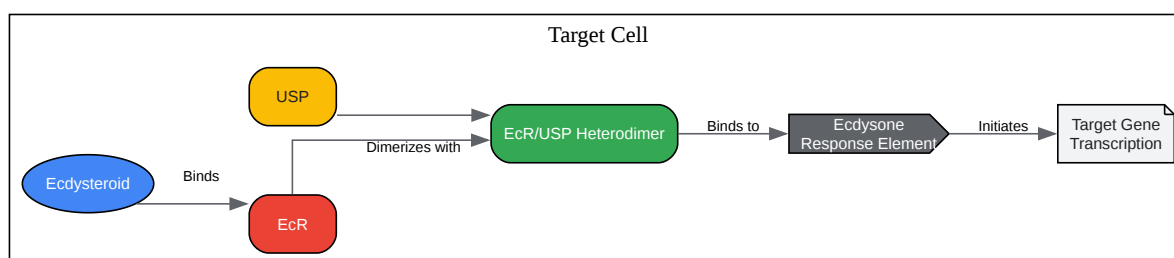 Target Cell
USP
EcR/USP Heterodimer
Binds to
Ecdysone
Response Element
Initiates
Target Gene
Transcription
Dimerizes with
Ecdysteroid
Binds
EcR